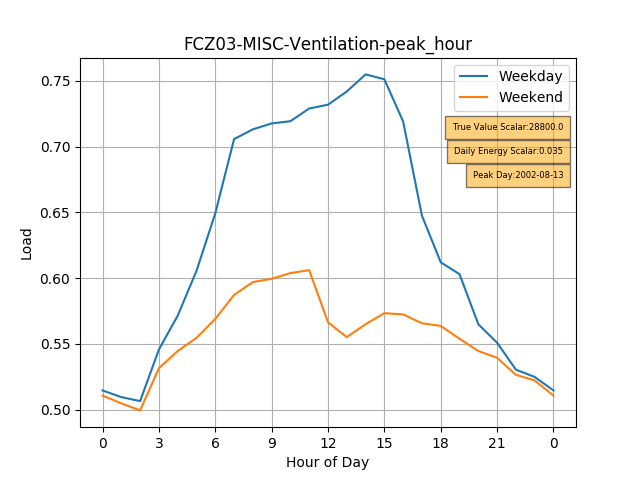 FCZ03-MISC-Ventilation-peak_hour
Weekday
Weekend
True Value Scalar:28800.0
Daily Energy Scalar:0.035
Peak Day:2002-08-13
Load
0.75
0.70
0.65
0.60
0.55
0.50
0 3 6 9 12 15 18 21 0
Hour of Day